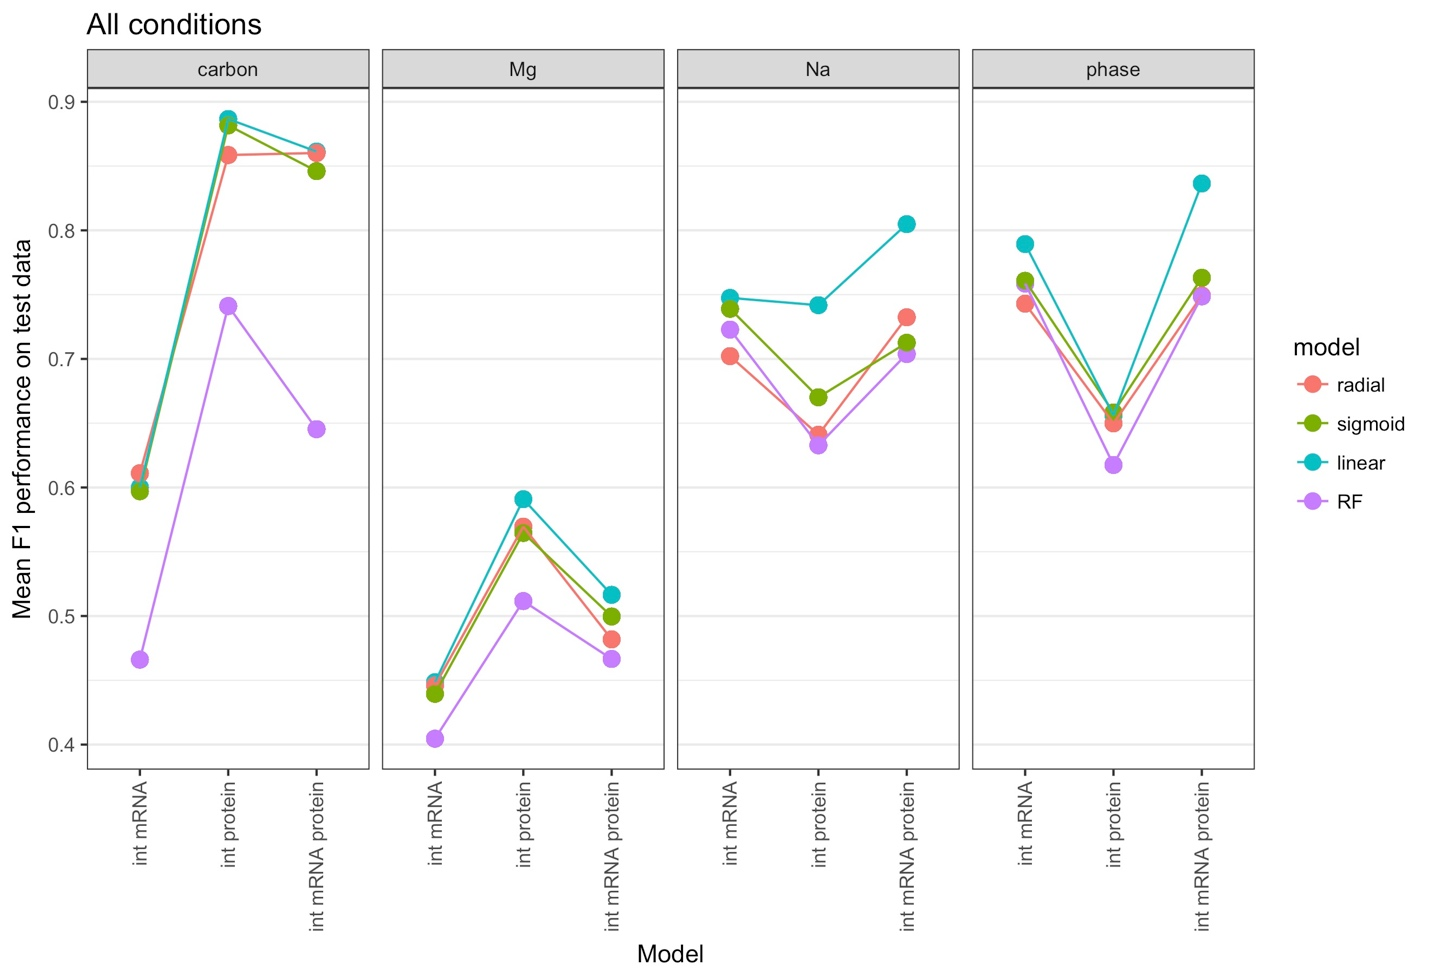 All conditions
carbon
Mg
Na
phase
Mean F1 performance on test data
0.9
0.8
0.7
0.6
0.5
0.4
int mRNA
int protein
int mRNA protein
int mRNA
int protein
int mRNA protein
int mRNA
int protein
int mRNA protein
int mRNA
int protein
int mRNA protein
Model
model
radial
sigmoid
linear
RF